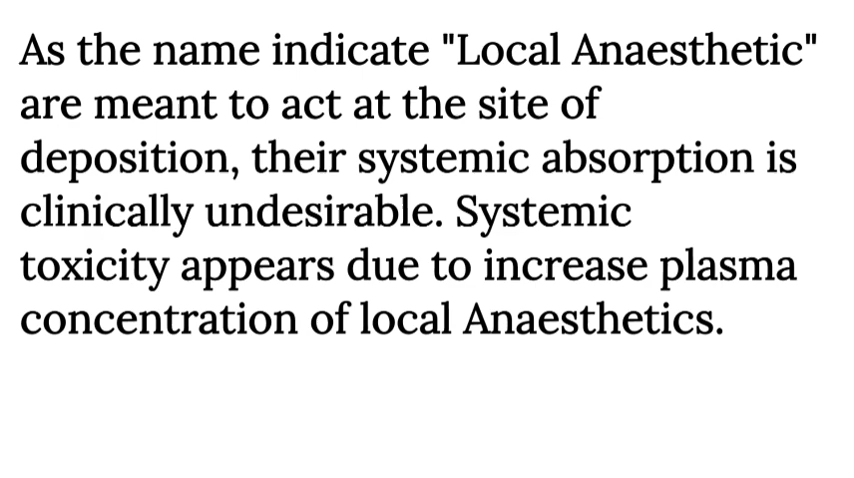 As the name indicate "Local Anaesthetic"
are meant to act at the site of
deposition, their systemic absorption is
clinically undesirable. Systemic
toxicity appears due to increase plasma
concentration of local Anaesthetics.